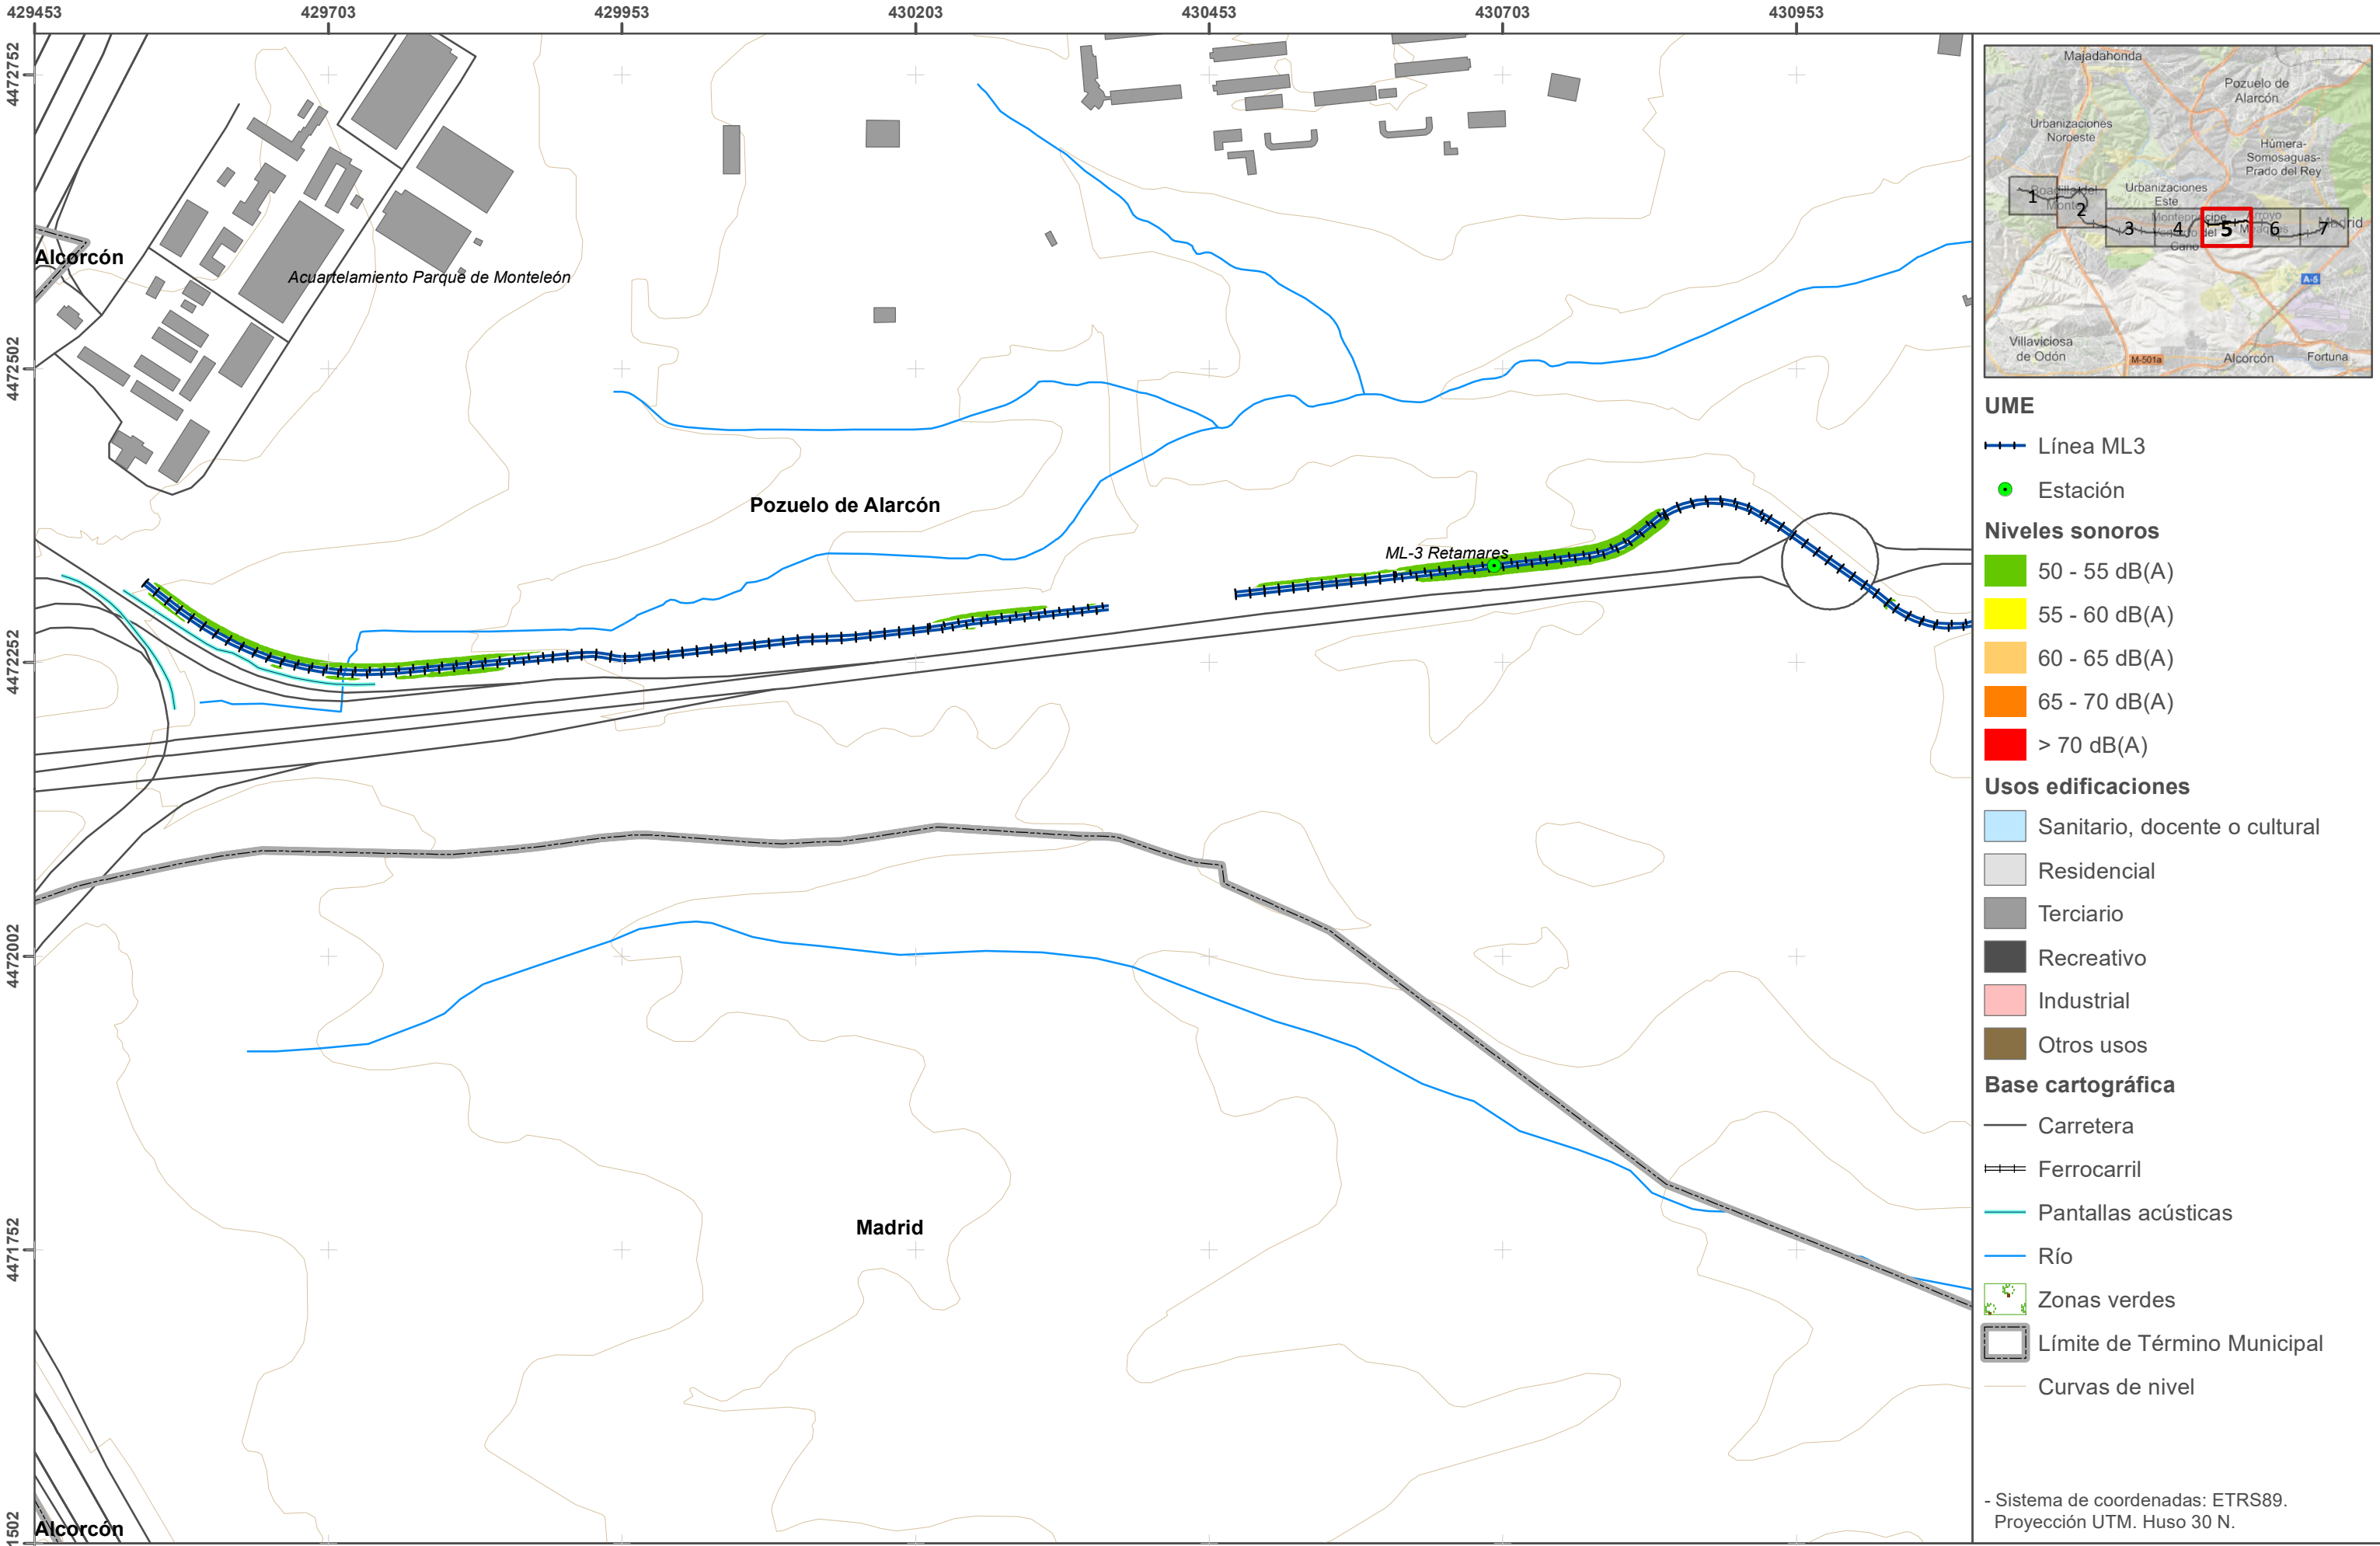 429453 429703 429953 430203 430453 430703 430953
4472752
4472502
4472252
4472002
4471752
1502
Alcorcón
Acuartelamiento Parque de Monteleón
Pozuelo de Alarcón
ML-3 Retamares
Madrid
Alcorcón
Majadahonda
Pozuelo de
Alarcón
Urbanizaciones
Noroeste
Húmera-
Somosaguas-
Prado del Rey
Urbanizaciones
Este
1 2 3 4 5 6 7
Madrid
A-5
Villaviciosa
de Odón
M-501a
Alcorcón
Fortuna
UME
Línea ML3
Estación
Niveles sonoros
50 - 55 dB(A)
55 - 60 dB(A)
60 - 65 dB(A)
65 - 70 dB(A)
> 70 dB(A)
Usos edificaciones
Sanitario, docente o cultural
Residencial
Terciario
Recreativo
Industrial
Otros usos
Base cartográfica
Carretera
Ferrocarril
Pantallas acústicas
Río
Zonas verdes
Límite de Término Municipal
Curvas de nivel
- Sistema de coordenadas: ETRS89.
Proyección UTM. Huso 30 N.